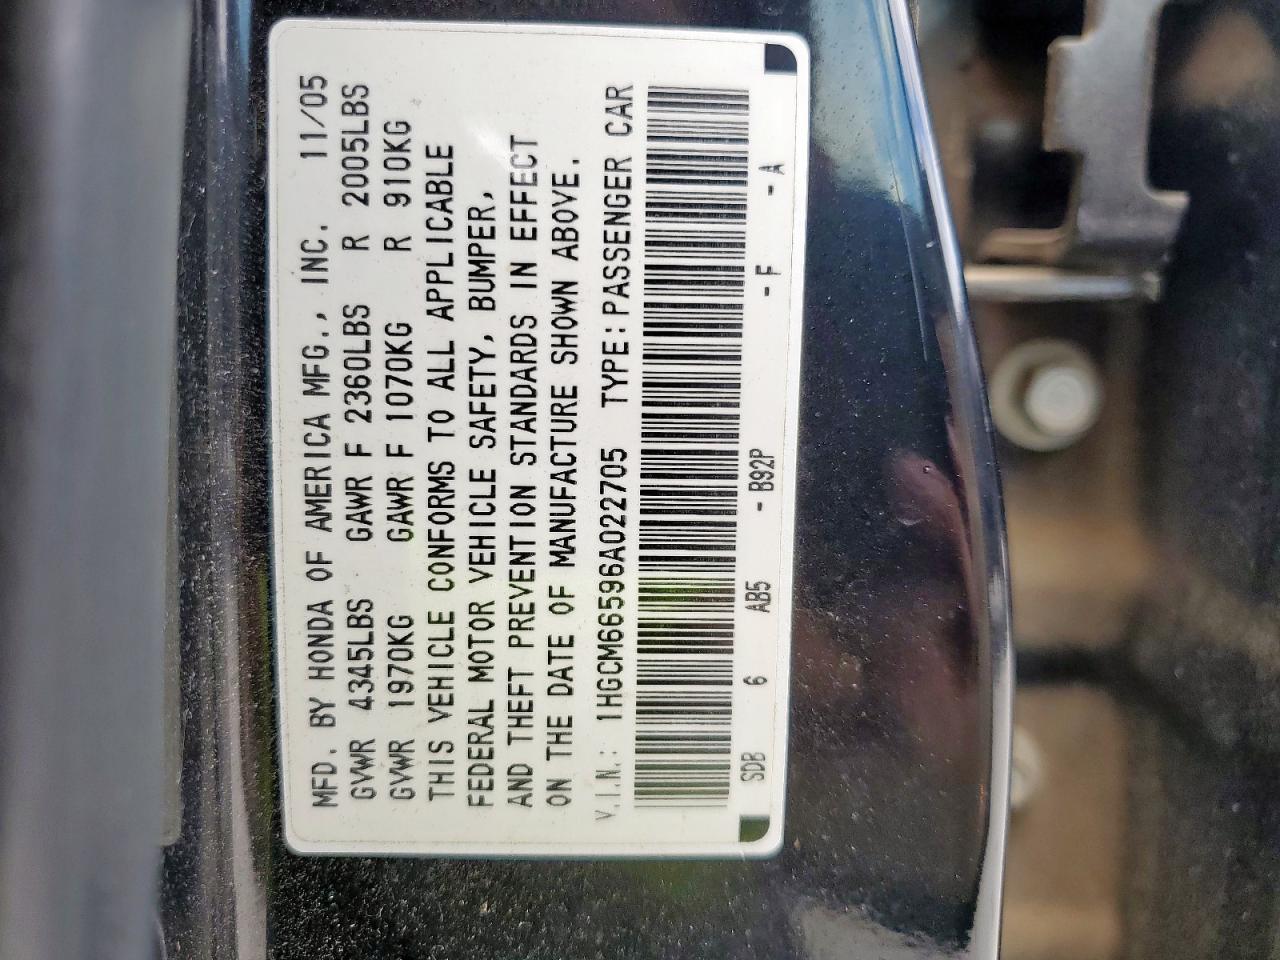 MFD. BY HONDA OF AMERICA MFG., INC. 11/05
GVWR 4345LBS GAWR F 2360LBS R 2005LBS
GVWR 1970KG GAWR F 1070KG R 910KG
THIS VEHICLE CONFORMS TO ALL APPLICABLE
FEDERAL MOTOR VEHICLE SAFETY, BUMPER,
AND THEFT PREVENTION STANDARDS IN EFFECT
ON THE DATE OF MANUFACTURE SHOWN ABOVE.
V.I.N.: 1HGCM66596A022705 TYPE:PASSENGER CAR
SDB 6 AB5 - B92P - F - A